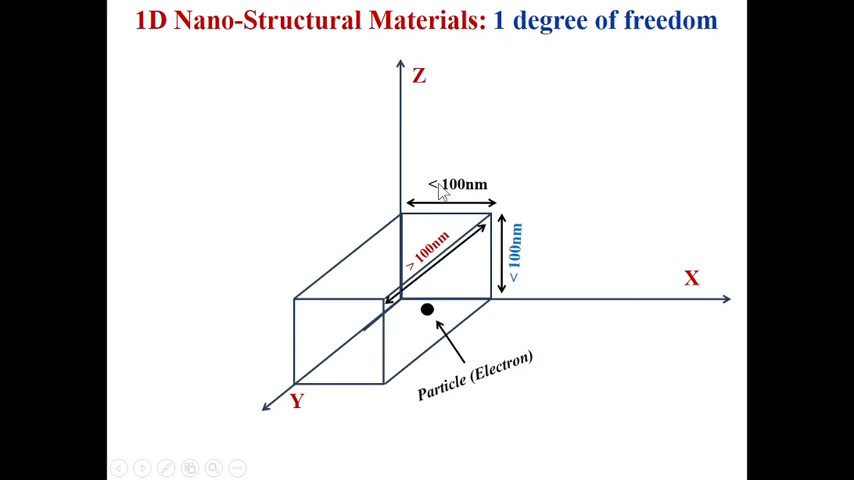 1D Nano-Structural Materials: 1 degree of freedom
Z
< 100nm
> 100nm
< 100nm
X
Particle (Electron)
Y